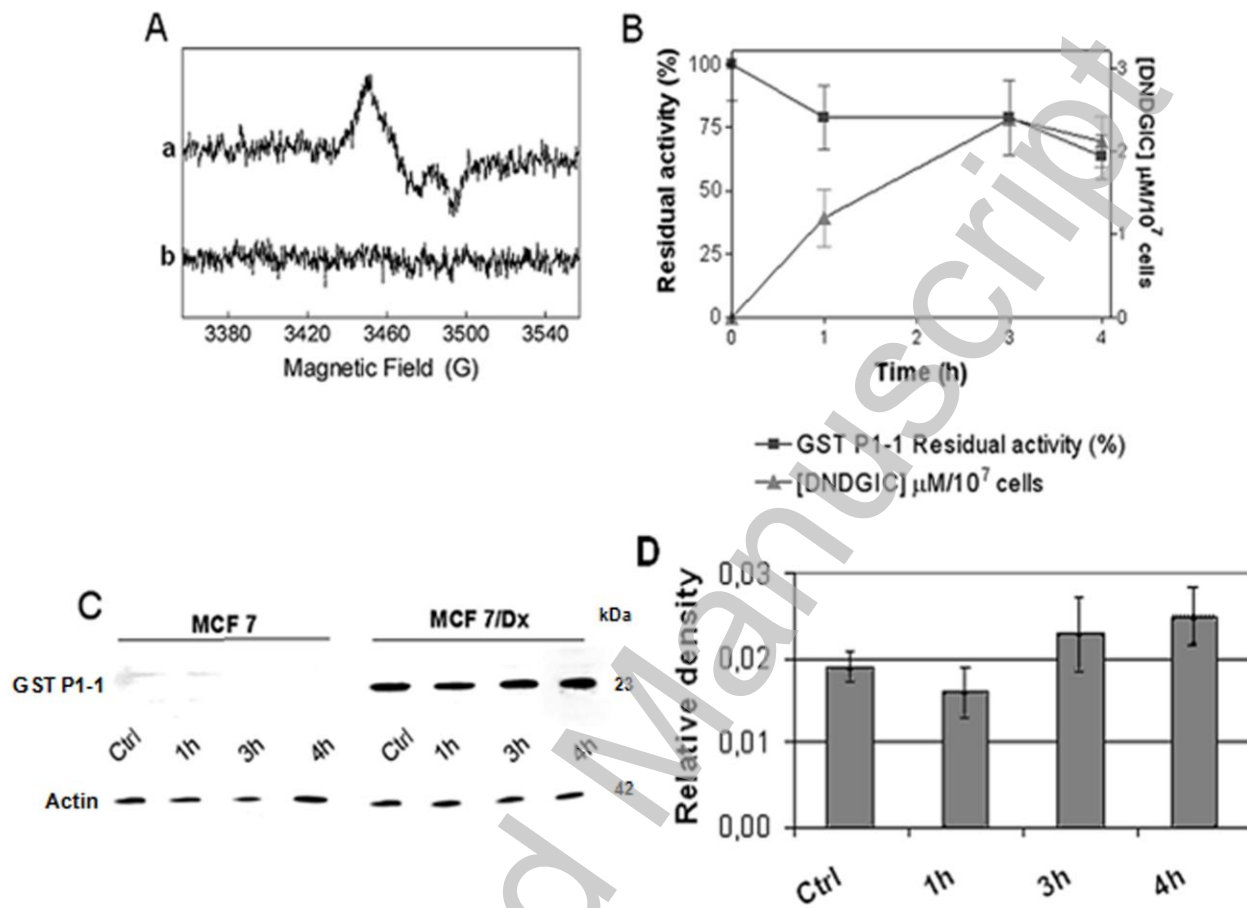 A
a
b
3380 3420 3460 3500 3540
Magnetic Field (G)
B
Residual activity (%)
100
75
50
25
0
0 1 2 3 4
Time (h)
3
2
1
0
[DNDGIC] μM/10⁷ cells
GST P1-1 Residual activity (%)
[DNDGIC] μM/10⁷ cells
C
MCF 7 MCF 7/Dx kDa
GST P1-1 23
Ctrl 1h 3h 4h Ctrl 1h 3h 4h
Actin 42
D
Relative density
0,03
0,02
0,01
0,00
Ctrl 1h 3h 4h
d Manuscript